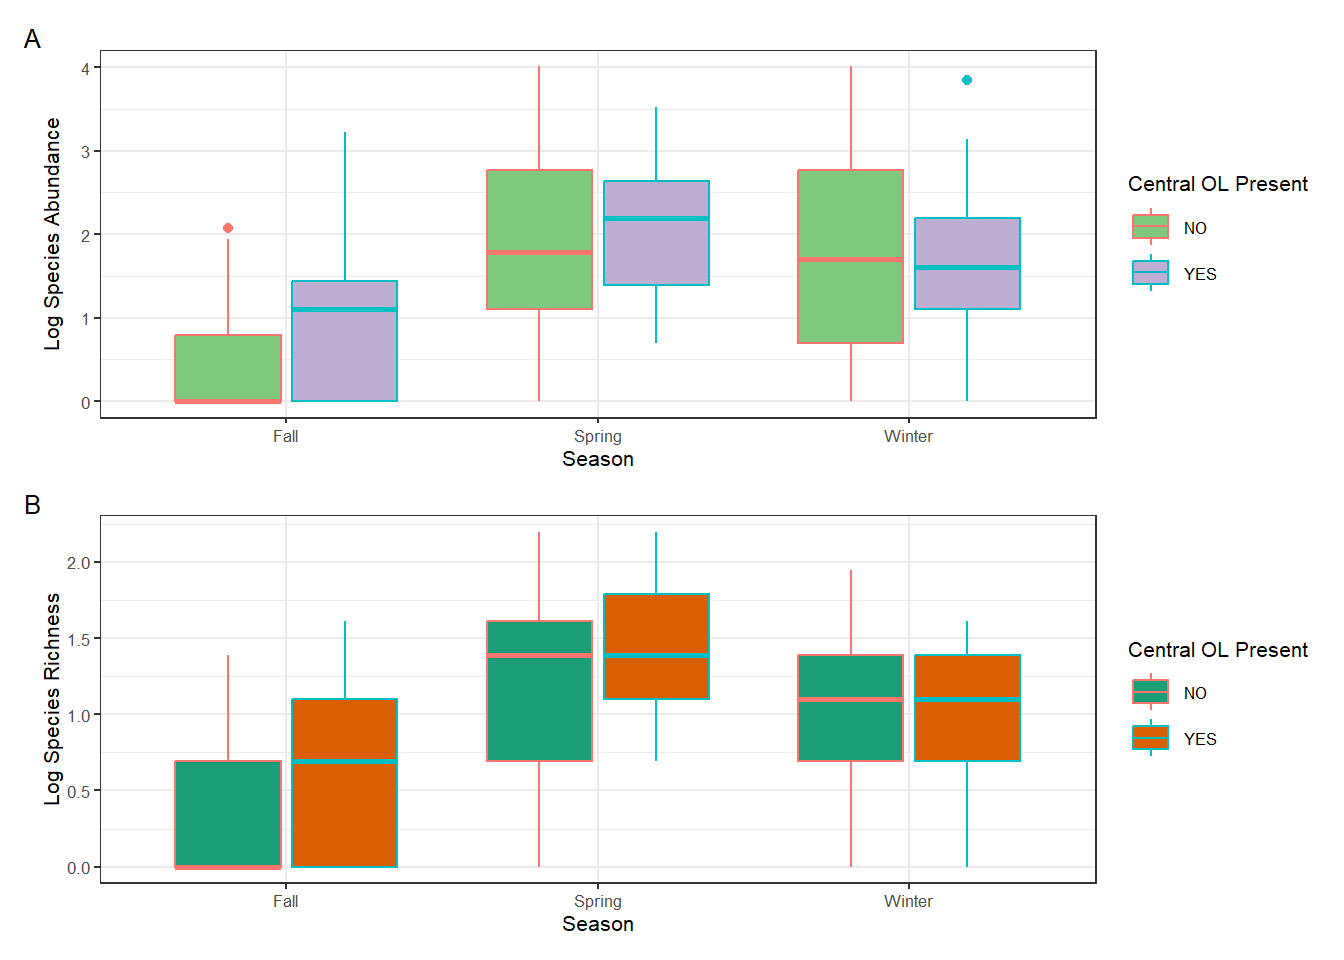 A
Log Species Abundance
4
3
2
1
0
Fall
Spring
Winter
Season
Central OL Present
NO
YES
B
Log Species Richness
2.0
1.5
1.0
0.5
0.0
Fall
Spring
Winter
Season
Central OL Present
NO
YES